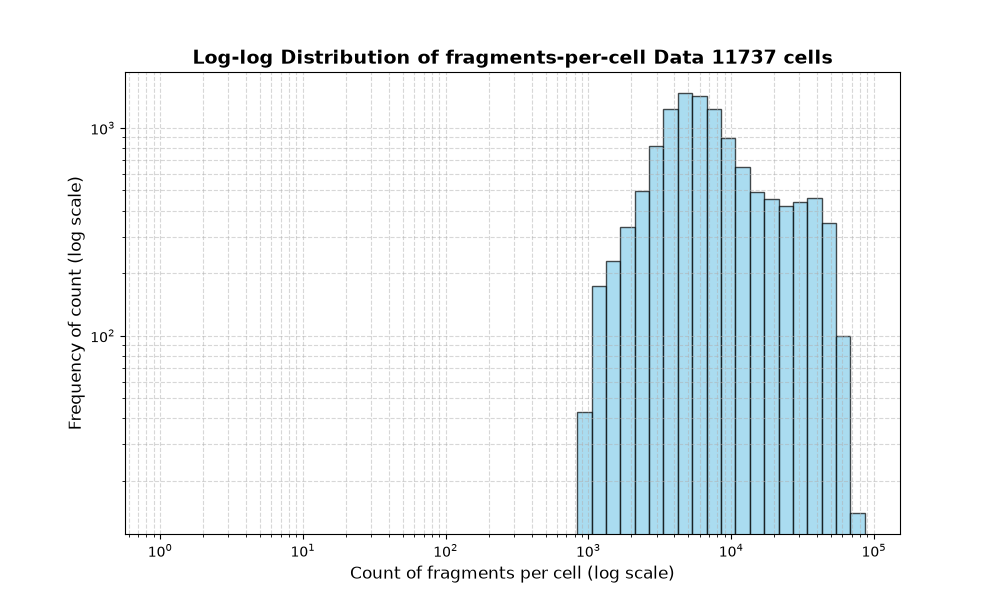 Log-log Distribution of fragments-per-cell Data 11737 cells
Frequency of count (log scale)
10³
10²
10⁰ 10¹ 10² 10³ 10⁴ 10⁵
Count of fragments per cell (log scale)